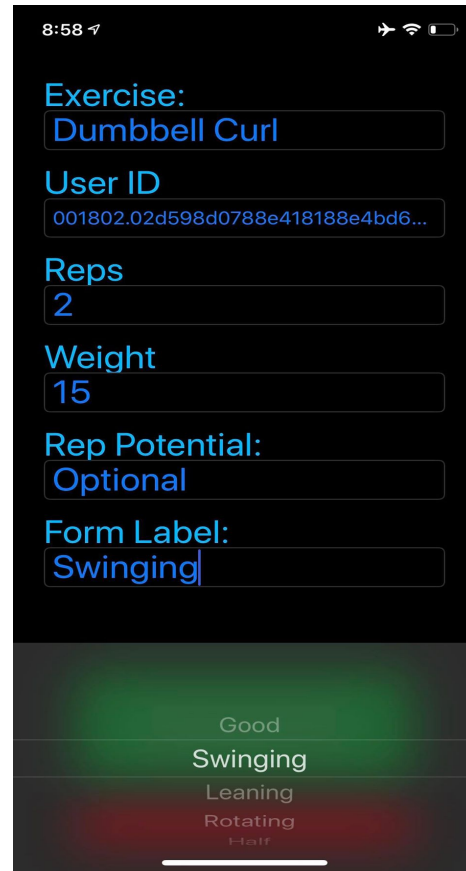 8:58
Exercise:
Dumbbell Curl
User ID
001802.02d598d0788e418188e4bd6...
Reps
2
Weight
15
Rep Potential:
Optional
Form Label:
Swinging
Good
Swinging
Leaning
Rotating
Half